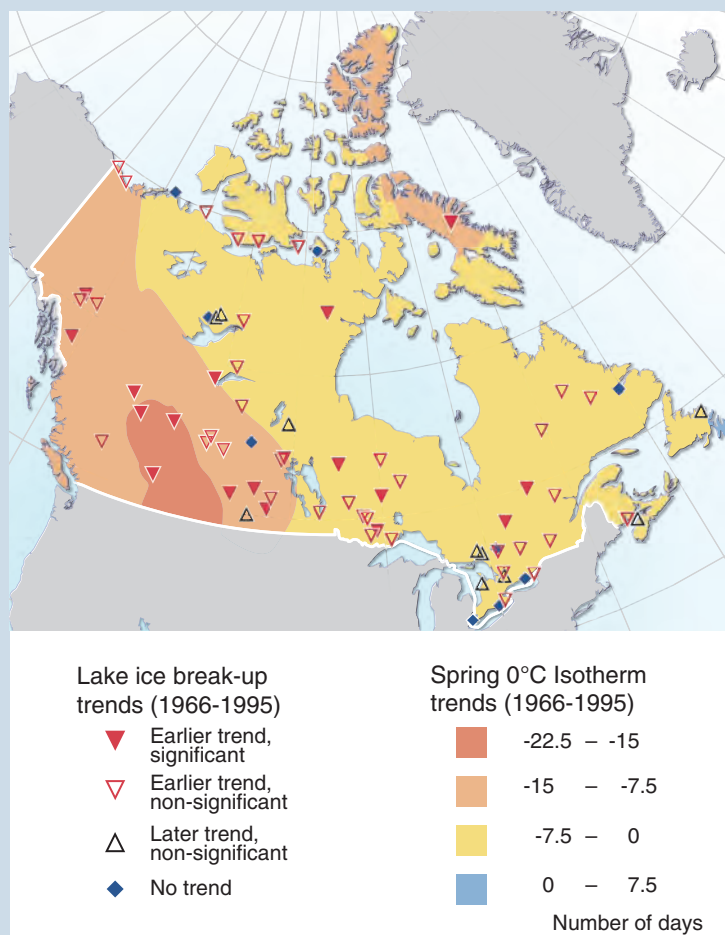 Lake ice break-up
trends (1966-1995)
Earlier trend,
significant
Earlier trend,
non-significant
Later trend,
non-significant
No trend
Spring 0°C Isotherm
trends (1966-1995)
-22.5 – -15
-15 – -7.5
-7.5 – 0
0 – 7.5
Number of days